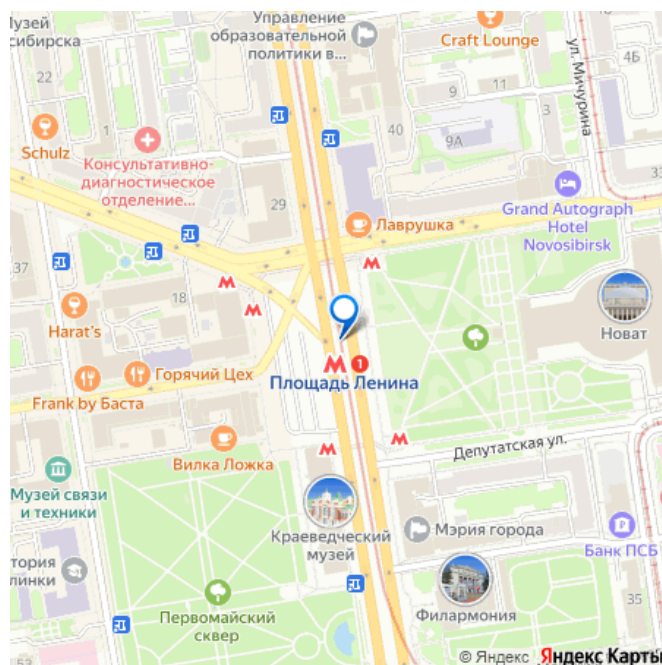 Музей
сибирска
22
Schulz
1
Консультативно-
диагностическое
отделение...
Управление
образовательной
политики в...
Craft Lounge
ул. Мичурина
4Б
9
11
3
40
9А
29
Лаврушка
Grand Autograph
Hotel
Novosibirsk
37
18
Harat's
Новат
Горячий Цех
1
Площадь Ленина
Frank by Баста
Вилка Ложка
Депутатская ул.
Музей связи
и техники
Краеведческий
музей
Мэрия города
Банк ПСБ
тория
линки
Первомайский
сквер
Филармония
35
© Яндекс Яндекс Карты